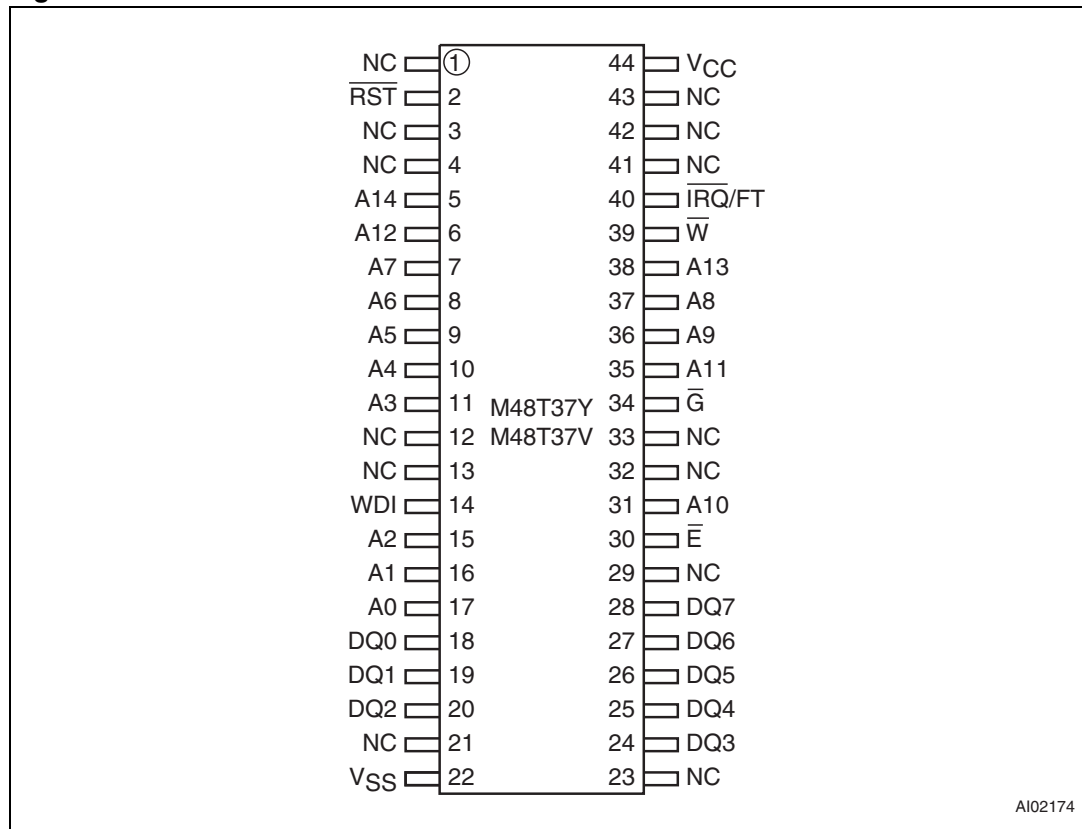 NC 1 44 VCC
R̅S̅T̅ 2 43 NC
NC 3 42 NC
NC 4 41 NC
A14 5 40 I̅R̅Q̅/FT
A12 6 39 W̅
A7 7 38 A13
A6 8 37 A8
A5 9 36 A9
A4 10 35 A11
A3 11 M48T37Y 34 G̅
NC 12 M48T37V 33 NC
NC 13 32 NC
WDI 14 31 A10
A2 15 30 E̅
A1 16 29 NC
A0 17 28 DQ7
DQ0 18 27 DQ6
DQ1 19 26 DQ5
DQ2 20 25 DQ4
NC 21 24 DQ3
VSS 22 23 NC
AI02174